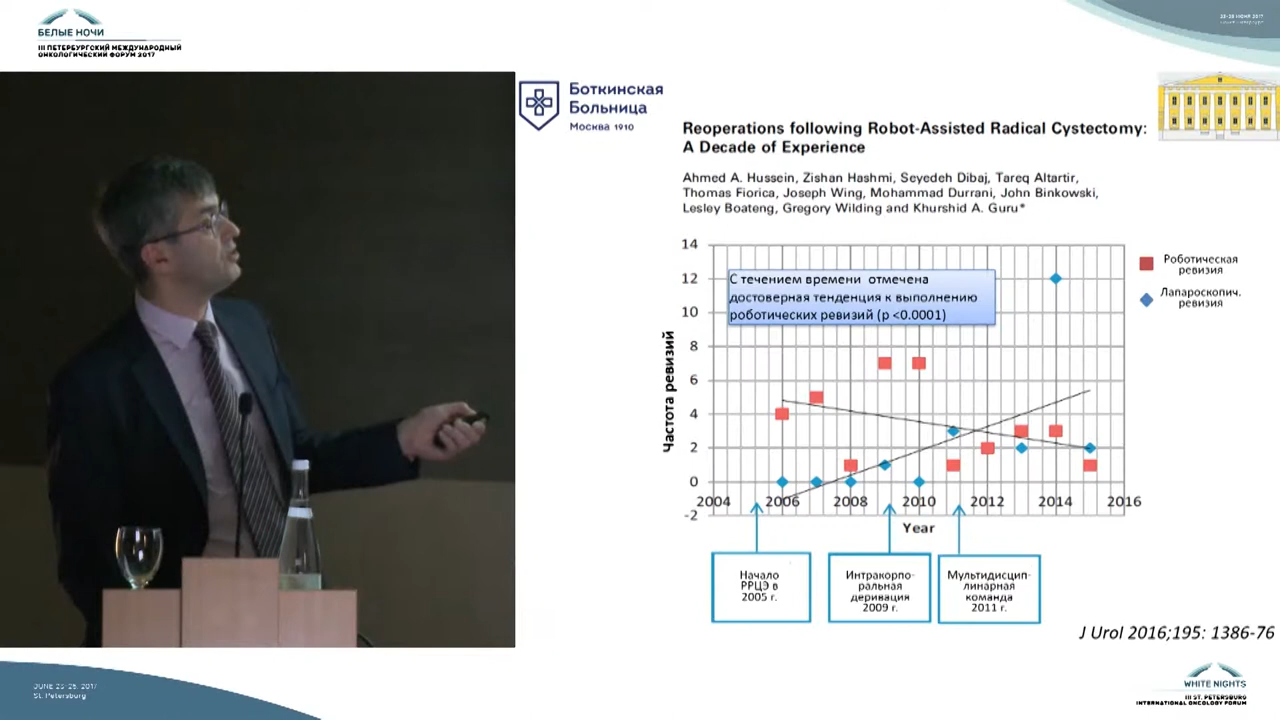 БЕЛЫЕ НОЧИ
III ПЕТЕРБУРГСКИЙ МЕЖДУНАРОДНЫЙ
ОНКОЛОГИЧЕСКИЙ ФОРУМ 2017
Боткинская
Больница
Москва 1910
Reoperations following Robot-Assisted Radical Cystectomy:
A Decade of Experience
Ahmed A. Hussein, Zishan Hashmi, Seyedeh Dibaj, Tareq Altartir,
Thomas Fiorica, Joseph Wing, Mohammad Durrani, John Binkowski,
Lesley Boateng, Gregory Wilding and Khurshid A. Guru*
14
12
10
8
6
4
2
0
-2
Частота ревизий
С течением времени отмечена
достоверная тенденция к выполнению
роботических ревизий (p <0.0001)
Роботическая
ревизия
Лапароскопич.
ревизия
2004 2006 2008 2010 2012 2014 2016
Year
Начало
РРЦЭ в
2005 г.
Интракорпо-
ральная
деривация
2009 г.
Мультидисцип-
линарная
команда
2011 г.
J Urol 2016;195: 1386-76
JUNE 23-25, 2017
St. Petersburg
WHITE NIGHTS
III ST. PETERSBURG
INTERNATIONAL ONCOLOGY FORUM